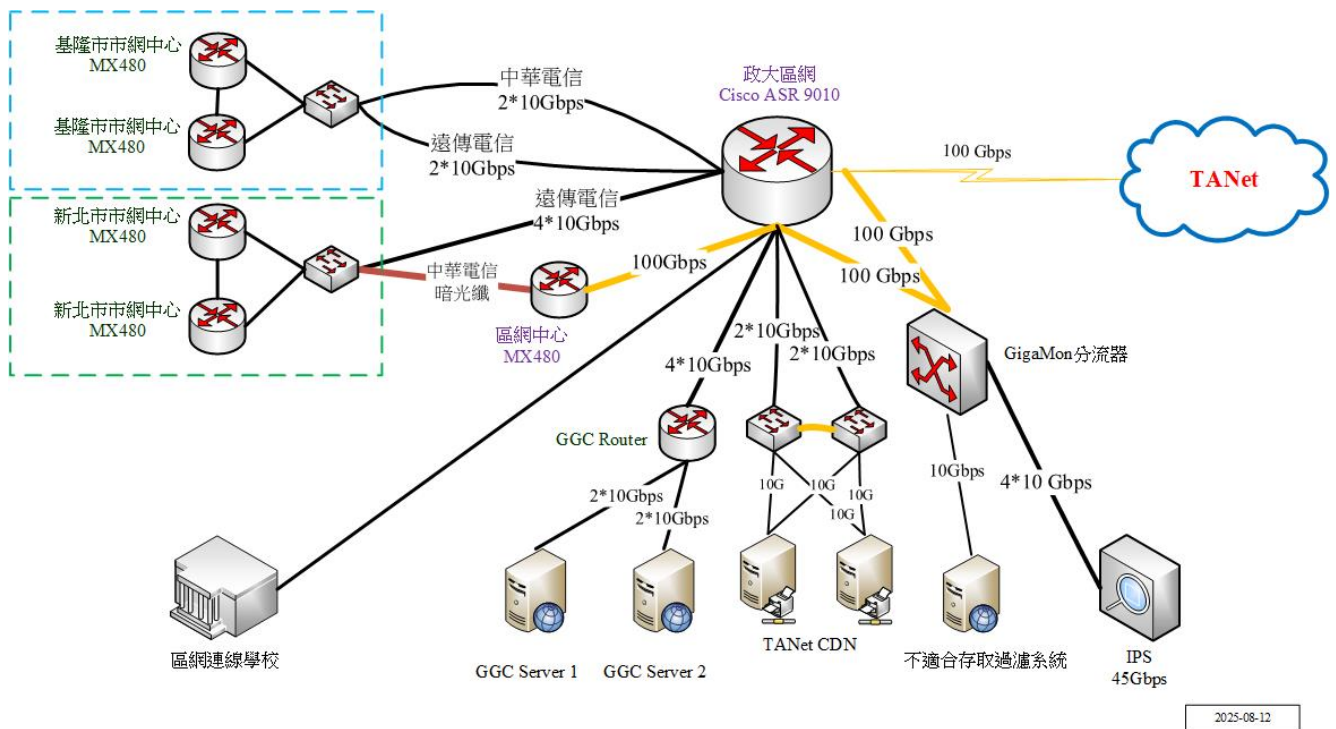 基隆市市網中心
MX480
基隆市市網中心
MX480
中華電信
2*10Gbps
遠傳電信
2*10Gbps
政大區網
Cisco ASR 9010
100 Gbps
TANet
新北市市網中心
MX480
新北市市網中心
MX480
遠傳電信
4*10Gbps
中華電信
暗光纖
區網中心
MX480
100Gbps
100 Gbps
100 Gbps
2*10Gbps
2*10Gbps
4*10Gbps
GigaMon分流器
GGC Router
2*10Gbps
2*10Gbps
10G
10G
10G
10G
10Gbps
4*10 Gbps
區網連線學校
GGC Server 1
GGC Server 2
TANet CDN
不適合存取過濾系統
IPS
45Gbps
2025-08-12